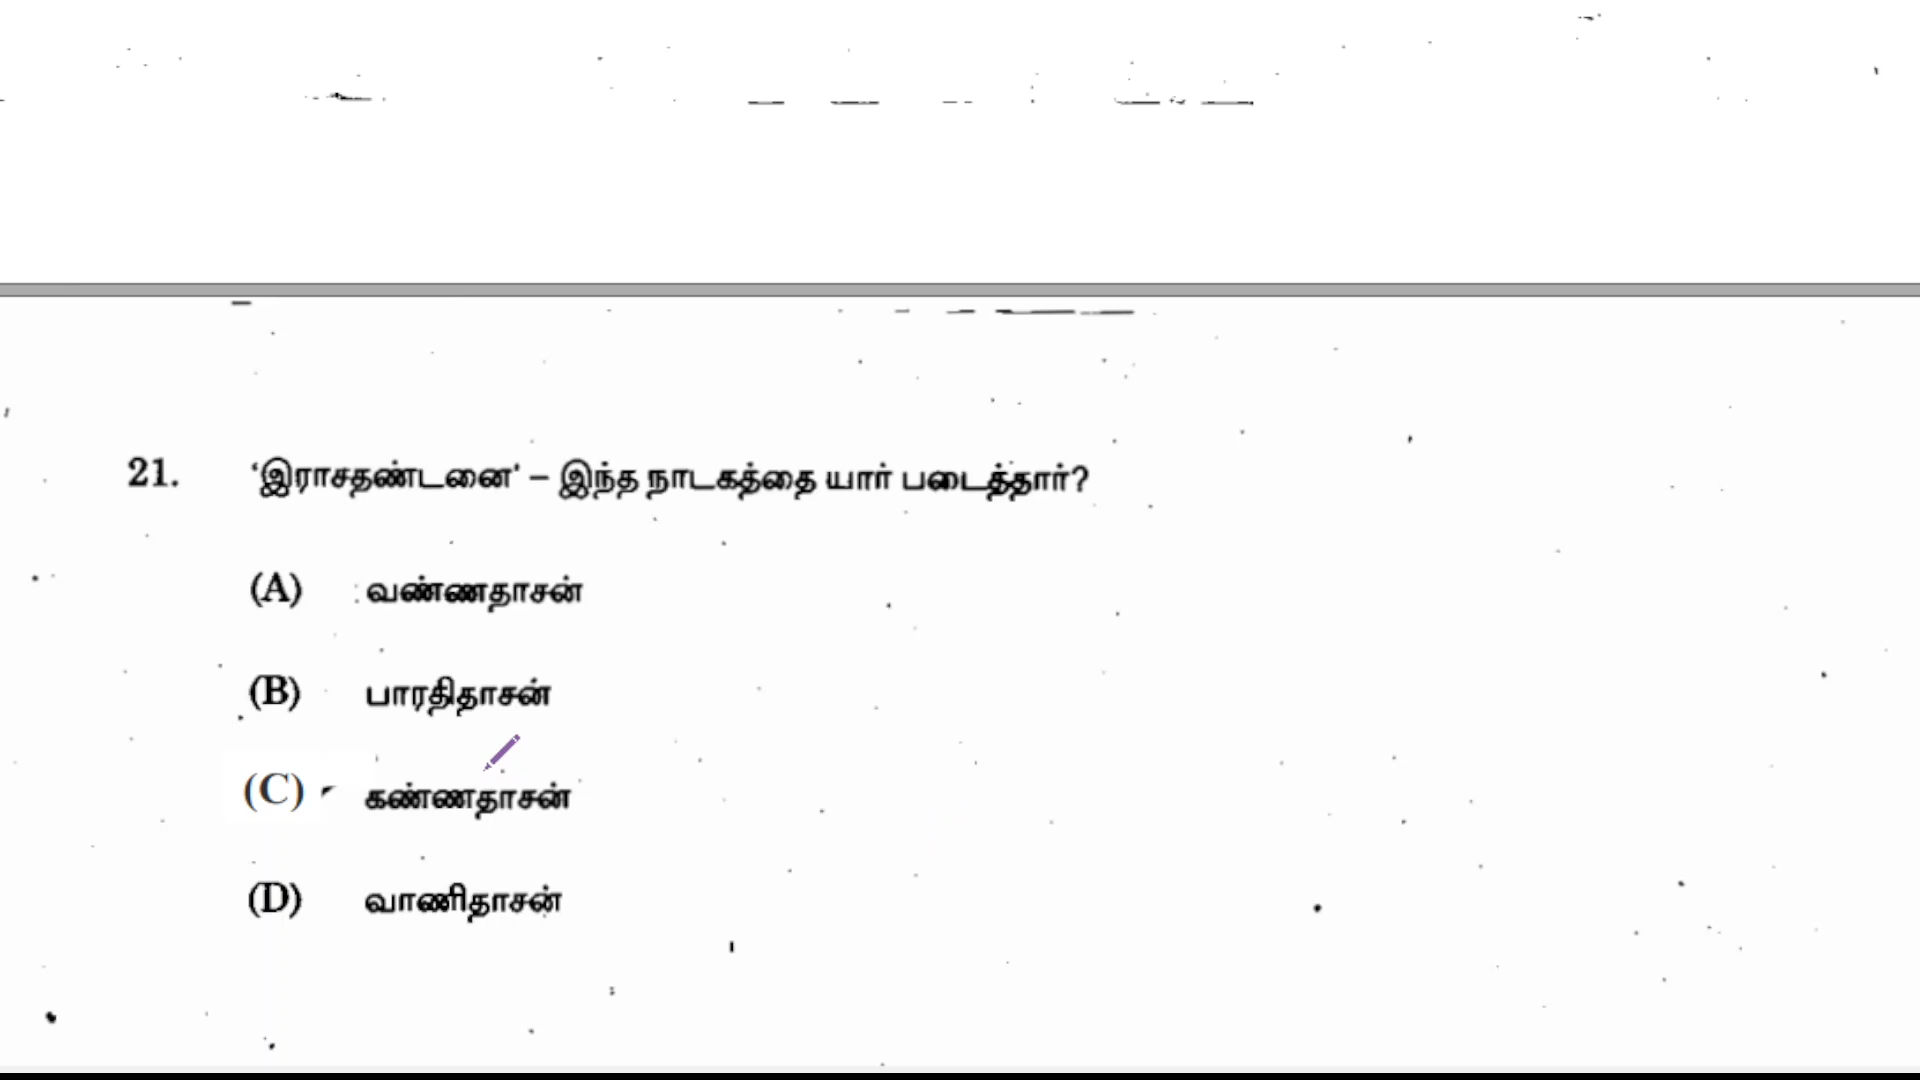 21. ‘இராசதண்டனை’ – இந்த நாடகத்தை யார் படைத்தார்?
(A) வண்ணதாசன்
(B) பாரதிதாசன்
(C) கண்ணதாசன்
(D) வாணிதாசன்